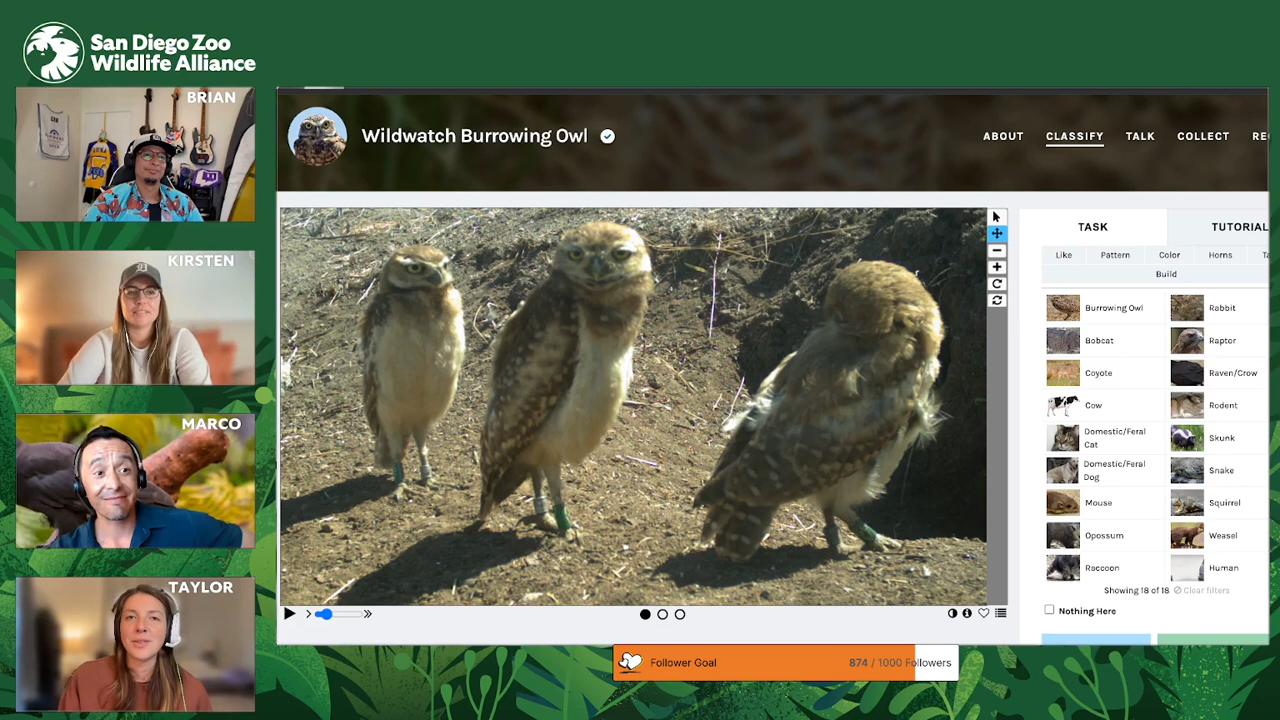 San Diego Zoo
Wildlife Alliance
BRIAN
KIRSTEN
MARCO
TAYLOR
Wildwatch Burrowing Owl
ABOUT
CLASSIFY
TALK
COLLECT
TASK
TUTORIAL
Like
Pattern
Color
Horns
Build
Burrowing Owl
Rabbit
Bobcat
Raptor
Coyote
Raven/Crow
Cow
Rodent
Domestic/Feral
Cat
Skunk
Domestic/Feral
Dog
Snake
Mouse
Squirrel
Opossum
Weasel
Raccoon
Human
Showing 18 of 18
Clear filters
Nothing Here
Follower Goal
874 / 1000 Followers